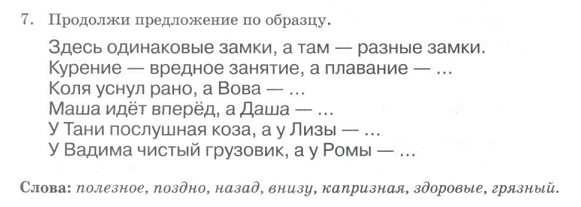 7. Продолжи предложение по образцу.
Здесь одинаковые замки, а там — разные замки.
Курение — вредное занятие, а плавание — ...
Коля уснул рано, а Вова — ...
Маша идёт вперёд, а Даша — ...
У Тани послушная коза, а у Лизы — ...
У Вадима чистый грузовик, а у Ромы — ...
Слова: полезное, поздно, назад, внизу, капризная, здоровые, грязный.